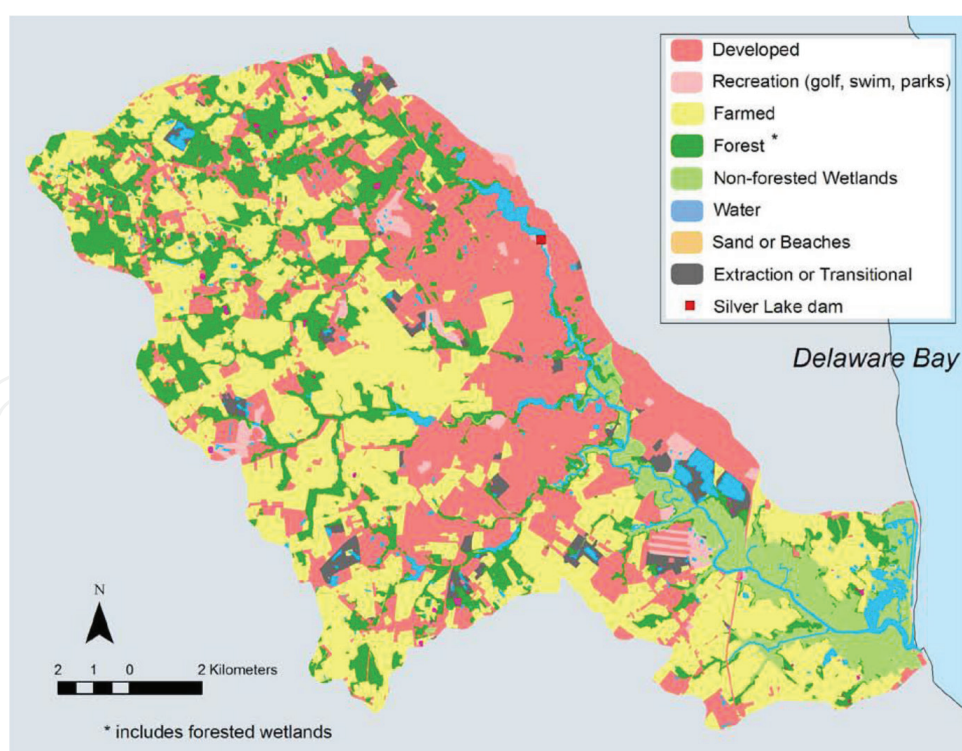 Developed
Recreation (golf, swim, parks)
Farmed
Forest *
Non-forested Wetlands
Water
Sand or Beaches
Extraction or Transitional
Silver Lake dam
Delaware Bay
N
2 1 0 2 Kilometers
* includes forested wetlands